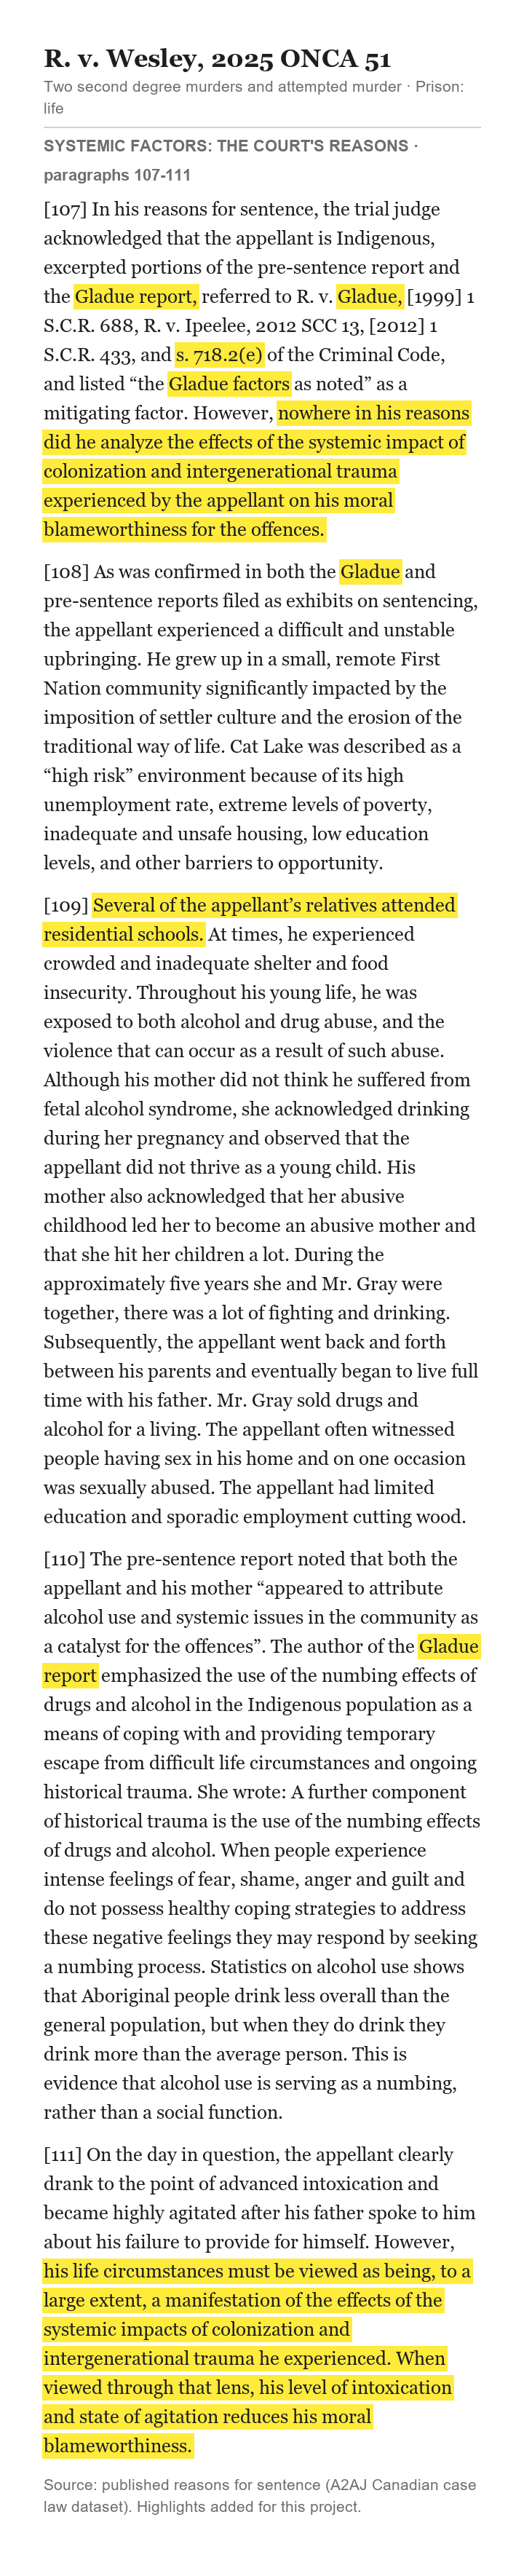 R. v. Wesley, 2025 ONCA 51
Two second degree murders and attempted murder · Prison:
life
SYSTEMIC FACTORS: THE COURT'S REASONS ·
paragraphs 107-111
[107] In his reasons for sentence, the trial judge
acknowledged that the appellant is Indigenous,
excerpted portions of the pre-sentence report and
the Gladue report, referred to R. v. Gladue, [1999] 1
S.C.R. 688, R. v. Ipeelee, 2012 SCC 13, [2012] 1
S.C.R. 433, and s. 718.2(e) of the Criminal Code,
and listed “the Gladue factors as noted” as a
mitigating factor. However, nowhere in his reasons
did he analyze the effects of the systemic impact of
colonization and intergenerational trauma
experienced by the appellant on his moral
blameworthiness for the offences.
[108] As was confirmed in both the Gladue and
pre-sentence reports filed as exhibits on sentencing,
the appellant experienced a difficult and unstable
upbringing. He grew up in a small, remote First
Nation community significantly impacted by the
imposition of settler culture and the erosion of the
traditional way of life. Cat Lake was described as a
“high risk” environment because of its high
unemployment rate, extreme levels of poverty,
inadequate and unsafe housing, low education
levels, and other barriers to opportunity.
[109] Several of the appellant’s relatives attended
residential schools. At times, he experienced
crowded and inadequate shelter and food
insecurity. Throughout his young life, he was
exposed to both alcohol and drug abuse, and the
violence that can occur as a result of such abuse.
Although his mother did not think he suffered from
fetal alcohol syndrome, she acknowledged drinking
during her pregnancy and observed that the
appellant did not thrive as a young child. His
mother also acknowledged that her abusive
childhood led her to become an abusive mother and
that she hit her children a lot. During the
approximately five years she and Mr. Gray were
together, there was a lot of fighting and drinking.
Subsequently, the appellant went back and forth
between his parents and eventually began to live full
time with his father. Mr. Gray sold drugs and
alcohol for a living. The appellant often witnessed
people having sex in his home and on one occasion
was sexually abused. The appellant had limited
education and sporadic employment cutting wood.
[110] The pre-sentence report noted that both the
appellant and his mother “appeared to attribute
alcohol use and systemic issues in the community as
a catalyst for the offences”. The author of the Gladue
report emphasized the use of the numbing effects of
drugs and alcohol in the Indigenous population as a
means of coping with and providing temporary
escape from difficult life circumstances and ongoing
historical trauma. She wrote: A further component
of historical trauma is the use of the numbing effects
of drugs and alcohol. When people experience
intense feelings of fear, shame, anger and guilt and
do not possess healthy coping strategies to address
these negative feelings they may respond by seeking
a numbing process. Statistics on alcohol use shows
that Aboriginal people drink less overall than the
general population, but when they do drink they
drink more than the average person. This is
evidence that alcohol use is serving as a numbing,
rather than a social function.
[111] On the day in question, the appellant clearly
drank to the point of advanced intoxication and
became highly agitated after his father spoke to him
about his failure to provide for himself. However,
his life circumstances must be viewed as being, to a
large extent, a manifestation of the effects of the
systemic impacts of colonization and
intergenerational trauma he experienced. When
viewed through that lens, his level of intoxication
and state of agitation reduces his moral
blameworthiness.
Source: published reasons for sentence (A2AJ Canadian case
law dataset). Highlights added for this project.